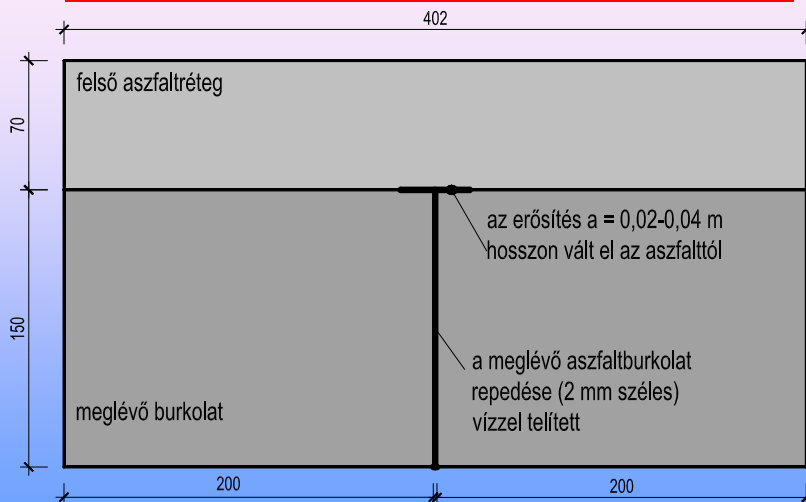 402
felső aszfaltréteg
70
az erősítés a = 0,02-0,04 m
hosszon vált el az aszfalttól
150
a meglévő aszfaltburkolat
repedése (2 mm széles)
vízzel telített
meglévő burkolat
200
200